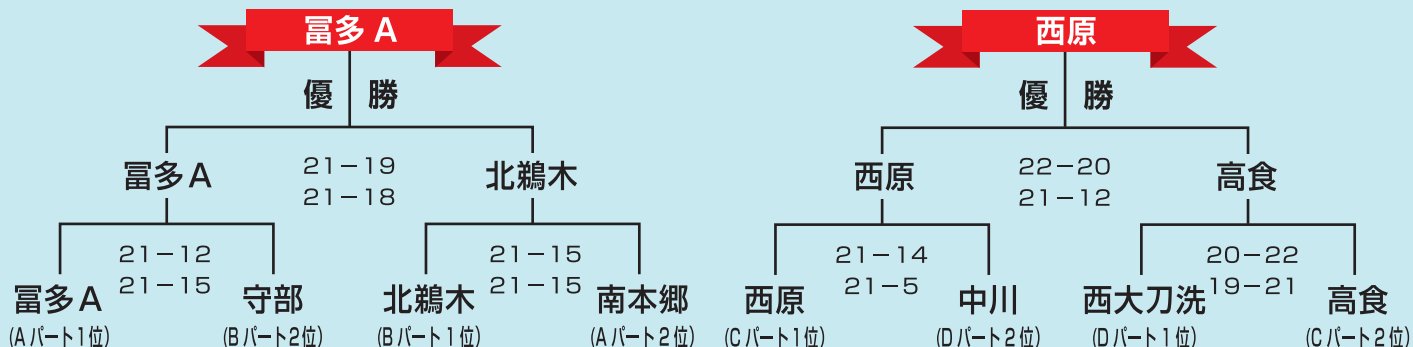 冨多A
優 勝
冨多A
21-19
21-18
北鵜木
21-12
21-15
21-15
21-15
冨多A
(Aパート1位)
守部
(Bパート2位)
北鵜木
(Bパート1位)
南本郷
(Aパート2位)
西原
優 勝
西原
22-20
21-12
高食
21-14
21-5
20-22
19-21
西原
(Cパート1位)
中川
(Dパート2位)
西大刀洗
(Dパート1位)
高食
(Cパート2位)